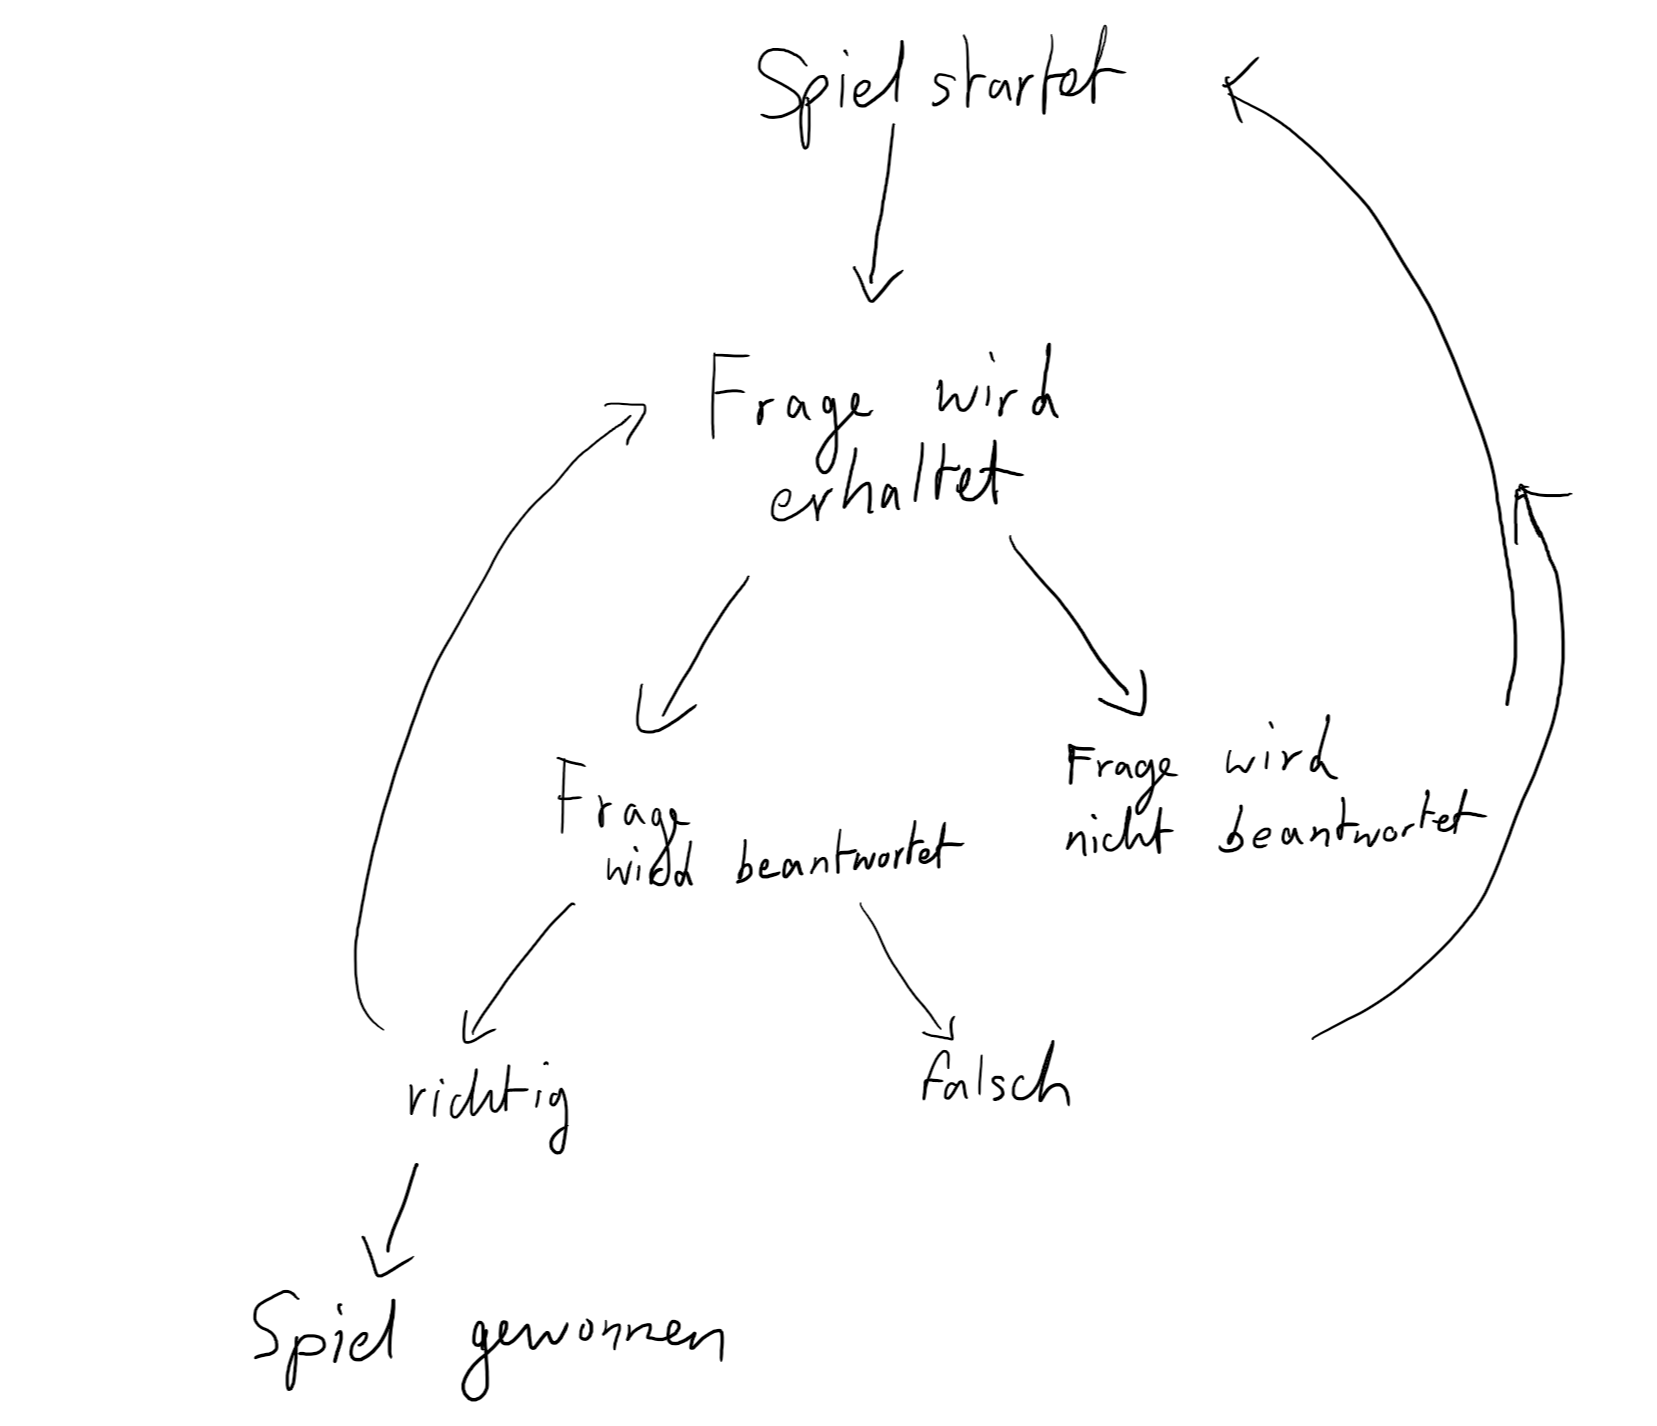 Spiel startet
Frage wird
erhaltet
Frage wird
nicht beantwortet
Frage
wird beantwortet
richtig
falsch
Spiel gewonnen